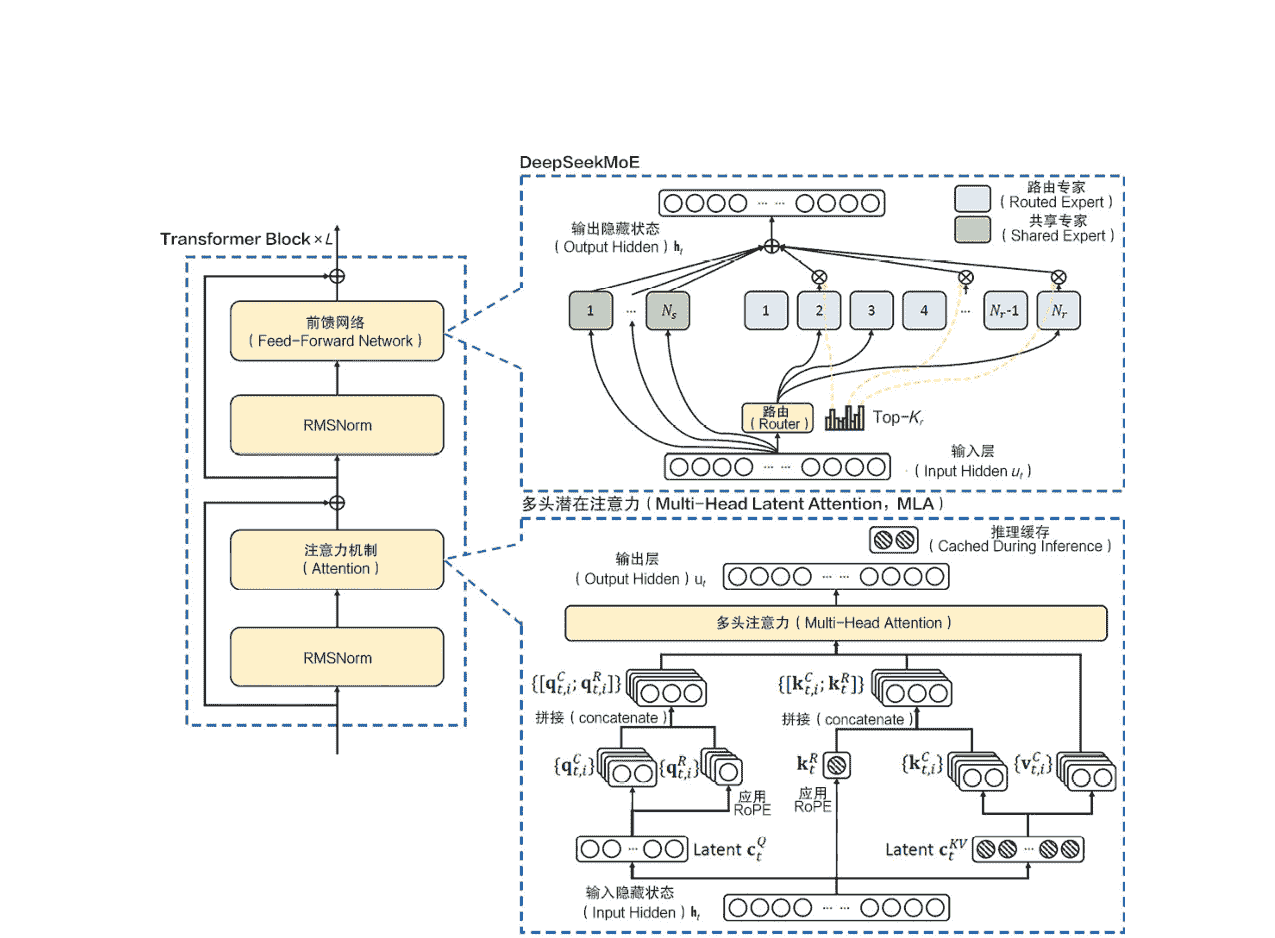 DeepSeekMoE
路由专家
(Routed Expert)
共享专家
(Shared Expert)
输出隐藏状态
(Output Hidden) h_t
1
...
N_s
1
2
3
4
...
N_r-1
N_r
路由
(Router)
Top-K_r
输入层
(Input Hidden u_t)
... ...
... ...
Transformer Block×L
前馈网络
(Feed-Forward Network)
RMSNorm
注意力机制
(Attention)
RMSNorm
多头潜在注意力(Multi-Head Latent Attention, MLA)
推理缓存
(Cached During Inference)
输出层
(Output Hidden) u_t
... ...
多头注意力(Multi-Head Attention)
{[q_{t,i}^C; q_{t,i}^R]}
{[k_{t,i}^C; k_t^R]}
拼接(concatenate)
拼接(concatenate)
{q_{t,i}^C}
{q_{t,i}^R}
k_t^R
{k_{t,i}^C}
{v_{t,i}^C}
应用
RoPE
应用
RoPE
...
Latent c_t^Q
Latent c_t^{KV}
...
输入隐藏状态
(Input Hidden) h_t
... ...